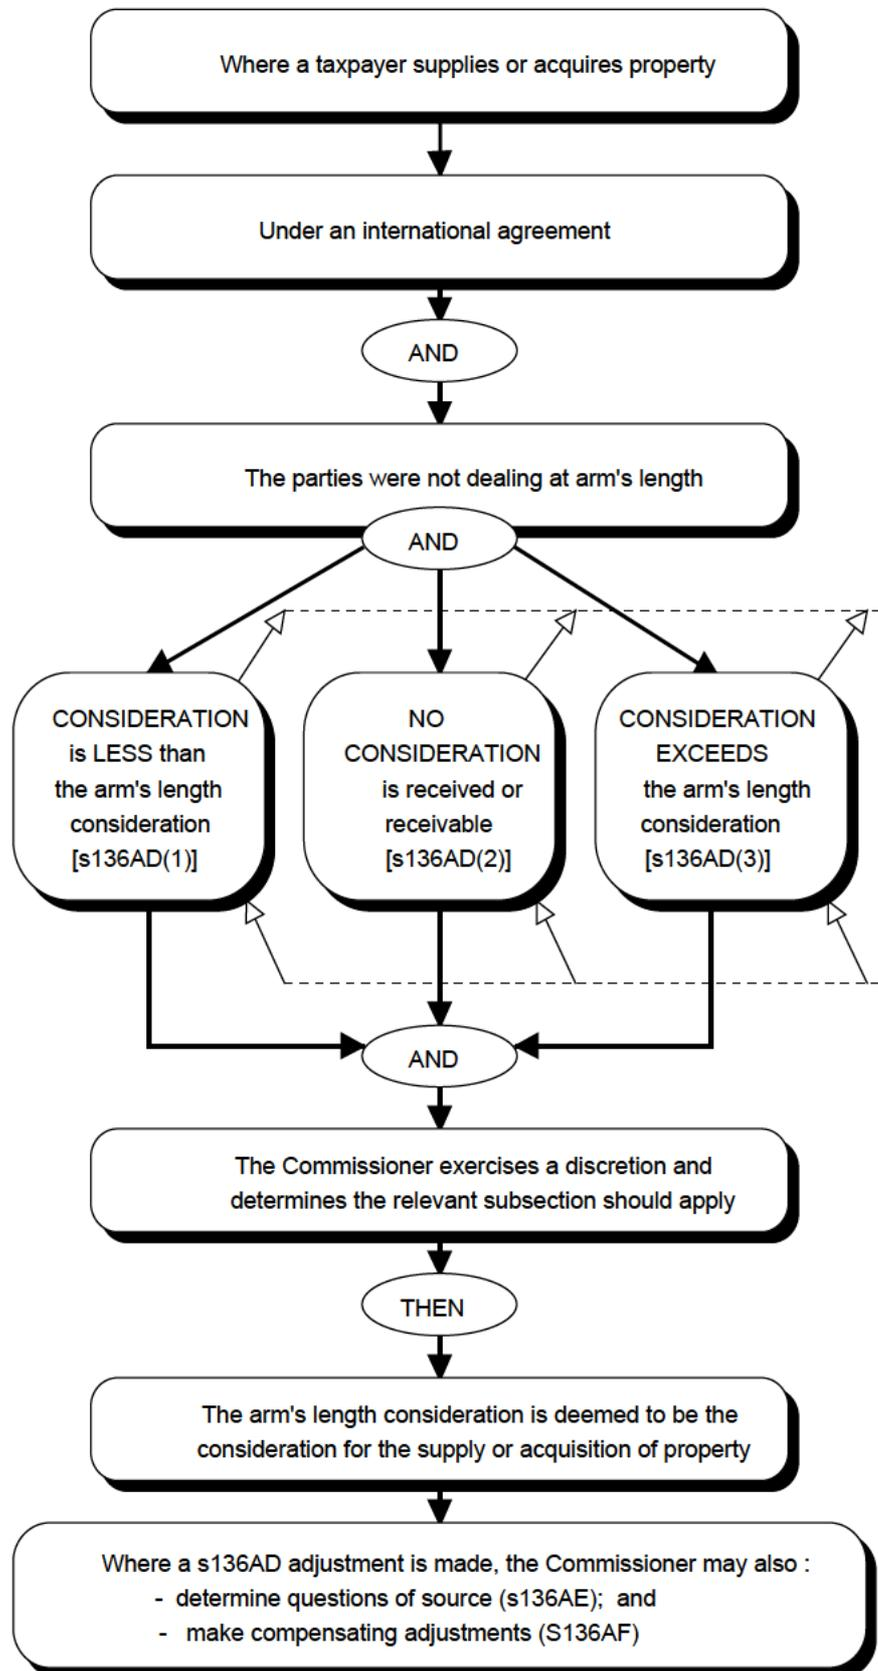 Where a taxpayer supplies or acquires property
Under an international agreement
AND
The parties were not dealing at arm's length
AND
CONSIDERATION
is LESS than
the arm's length
consideration
[s136AD(1)]
NO
CONSIDERATION
is received or
receivable
[s136AD(2)]
CONSIDERATION
EXCEEDS
the arm's length
consideration
[s136AD(3)]
AND
The Commissioner exercises a discretion and
determines the relevant subsection should apply
THEN
The arm's length consideration is deemed to be the
consideration for the supply or acquisition of property
Where a s136AD adjustment is made, the Commissioner may also :
- determine questions of source (s136AE); and
- make compensating adjustments (S136AF)